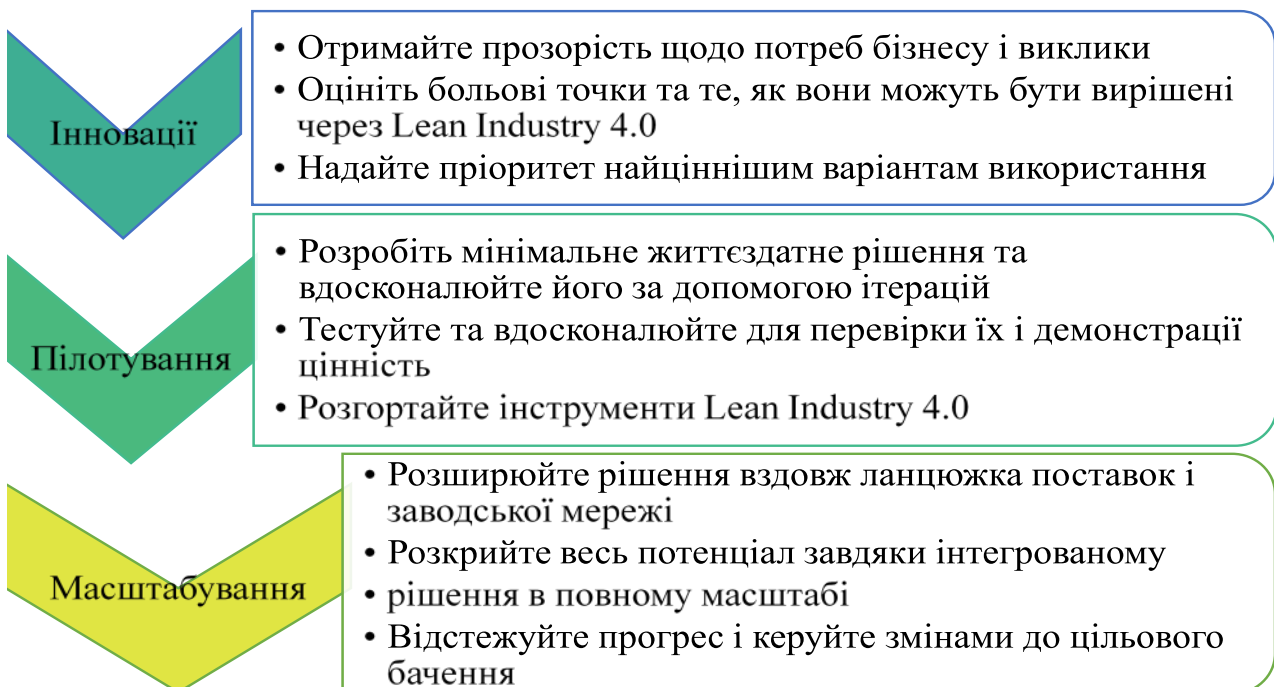 Інновації
• Отримайте прозорість щодо потреб бізнесу і виклики
• Оцініть больові точки та те, як вони можуть бути вирішені
через Lean Industry 4.0
• Надайте пріоритет найціннішим варіантам використання
Пілотування
• Розробіть мінімальне життєздатне рішення та
вдосконалюйте його за допомогою ітерацій
• Тестуйте та вдосконалюйте для перевірки їх і демонстрації
цінність
• Розгортайте інструменти Lean Industry 4.0
Масштабування
• Розширюйте рішення вздовж ланцюжка поставок і
заводської мережі
• Розкрийте весь потенціал завдяки інтегрованому
• рішення в повному масштабі
• Відстежуйте прогрес і керуйте змінами до цільового
бачення